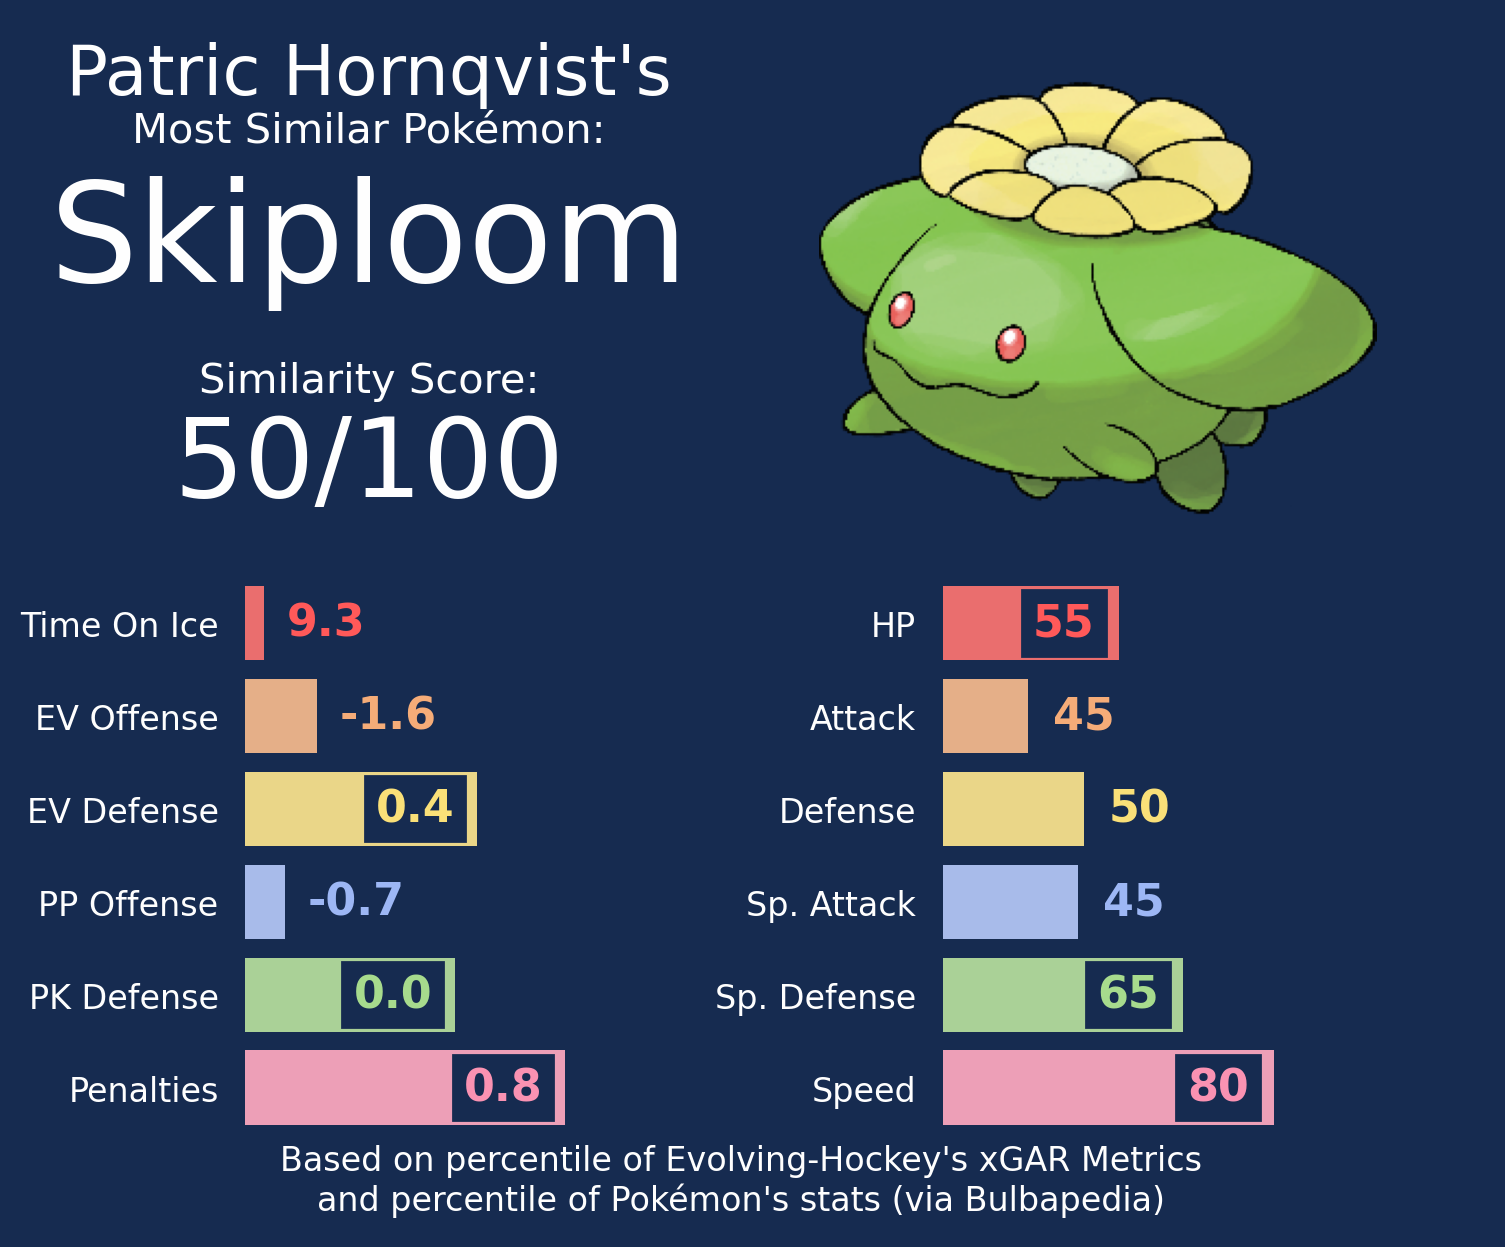 Patric Hornqvist's
Most Similar Pokémon:
Skiploom
Similarity Score:
50/100
Time On Ice 9.3
EV Offense -1.6
EV Defense 0.4
PP Offense -0.7
PK Defense 0.0
Penalties 0.8
HP 55
Attack 45
Defense 50
Sp. Attack 45
Sp. Defense 65
Speed 80
Based on percentile of Evolving-Hockey's xGAR Metrics
and percentile of Pokémon's stats (via Bulbapedia)